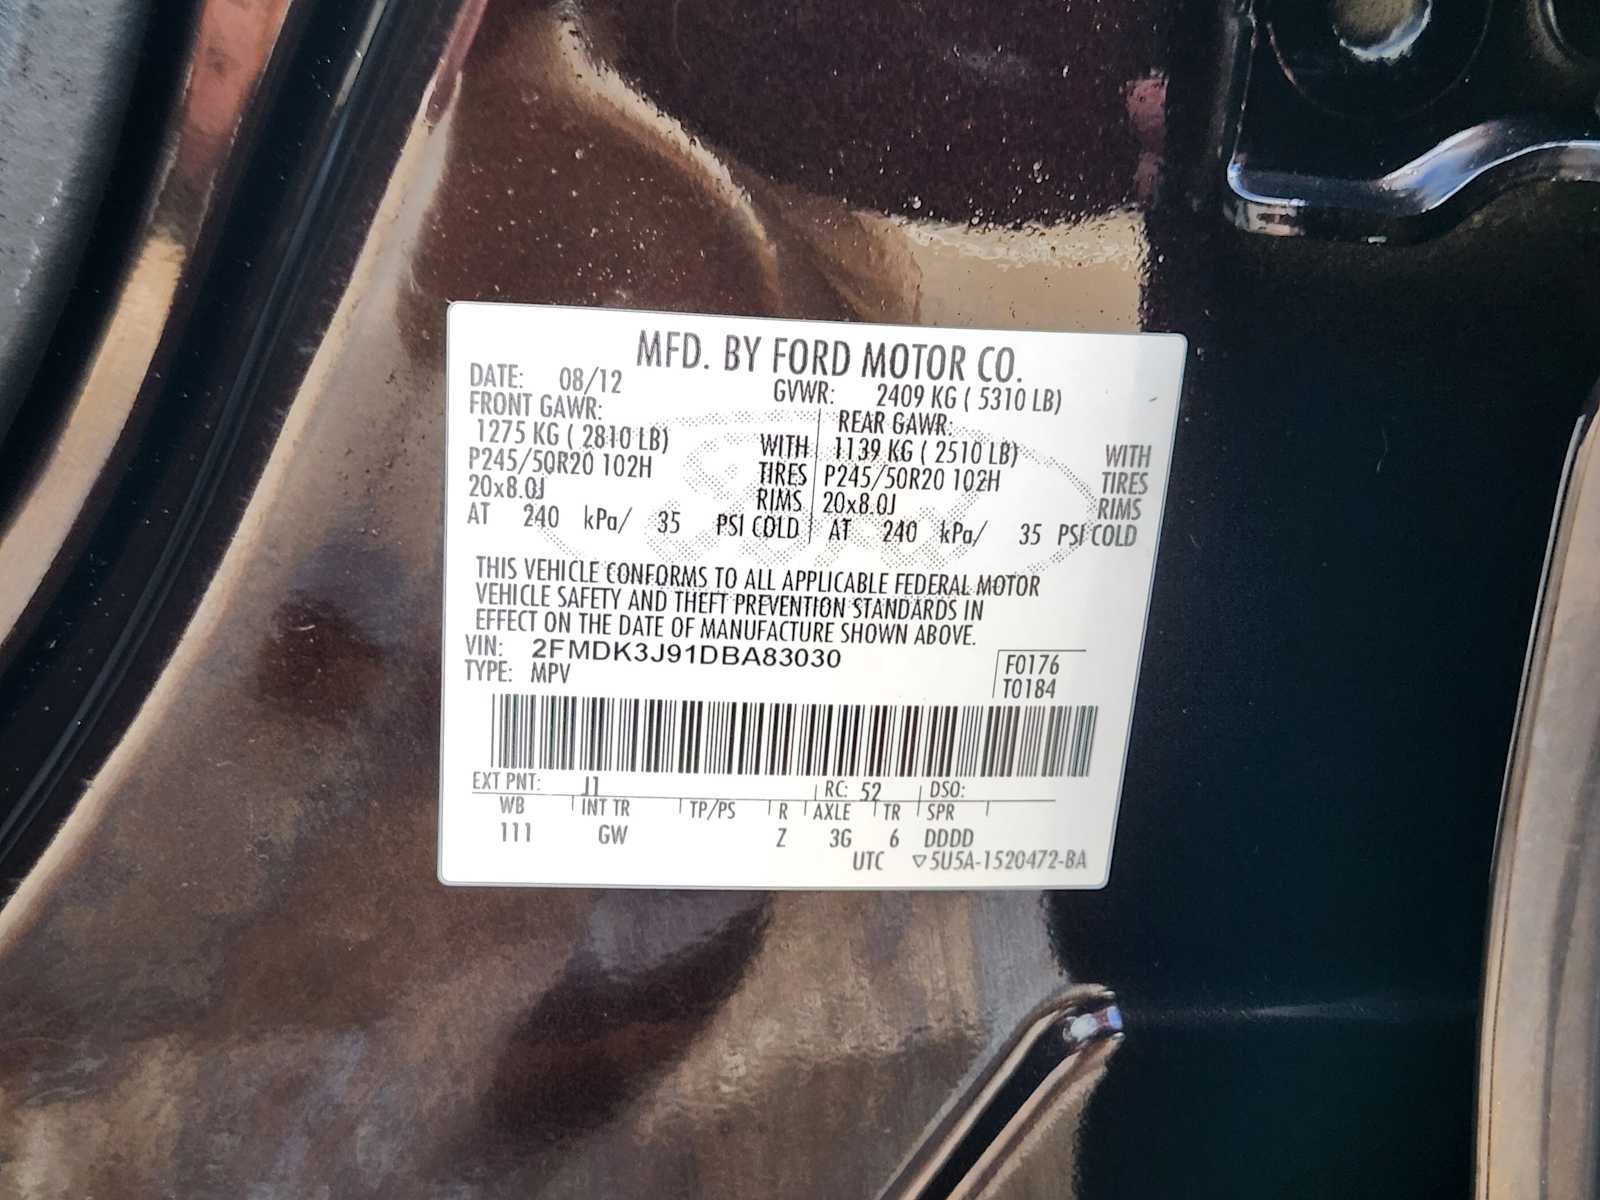 MFD. BY FORD MOTOR CO.
DATE: 08/12 GVWR: 2409 KG ( 5310 LB)
FRONT GAWR: REAR GAWR:
1275 KG ( 2810 LB) WITH 1139 KG ( 2510 LB) WITH
P245/50R20 102H TIRES P245/50R20 102H TIRES
20x8.0J RIMS 20x8.0J RIMS
AT 240 kPa/ 35 PSI COLD AT 240 kPa/ 35 PSI COLD
THIS VEHICLE CONFORMS TO ALL APPLICABLE FEDERAL MOTOR
VEHICLE SAFETY AND THEFT PREVENTION STANDARDS IN
EFFECT ON THE DATE OF MANUFACTURE SHOWN ABOVE.
VIN: 2FMDK3J91DBA83030
TYPE: MPV
F0176
T0184
EXT PNT: J1 RC: 52 DSO:
WB INT TR TP/PS R AXLE TR SPR
111 GW Z 3G 6 DDDD
UTC ▽5U5A-1520472-BA